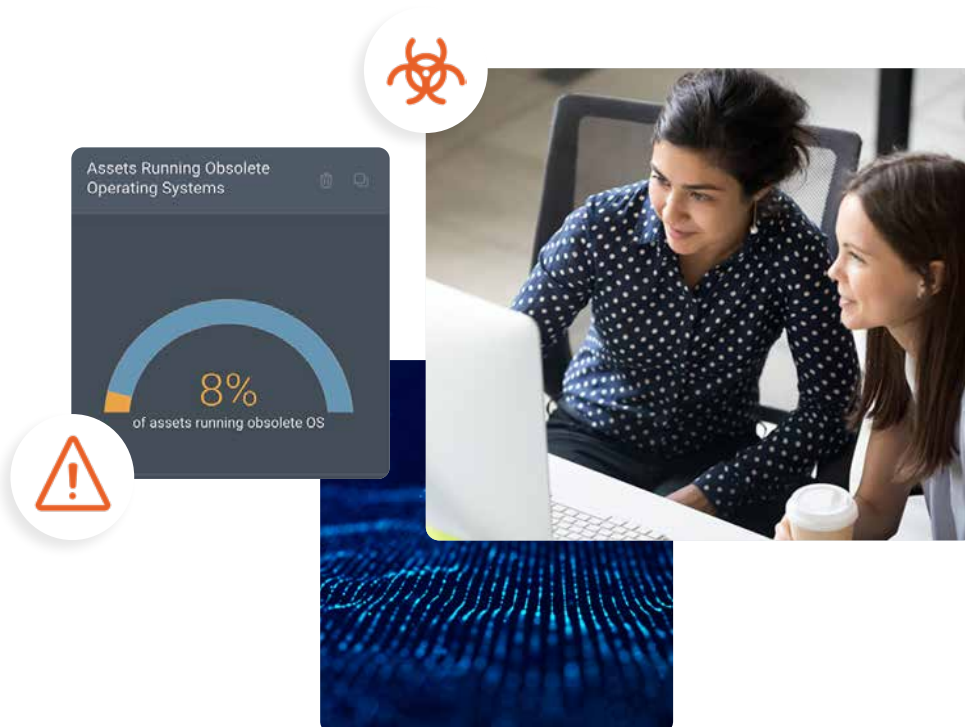 Assets Running Obsolete
Operating Systems
8%
of assets running obsolete OS